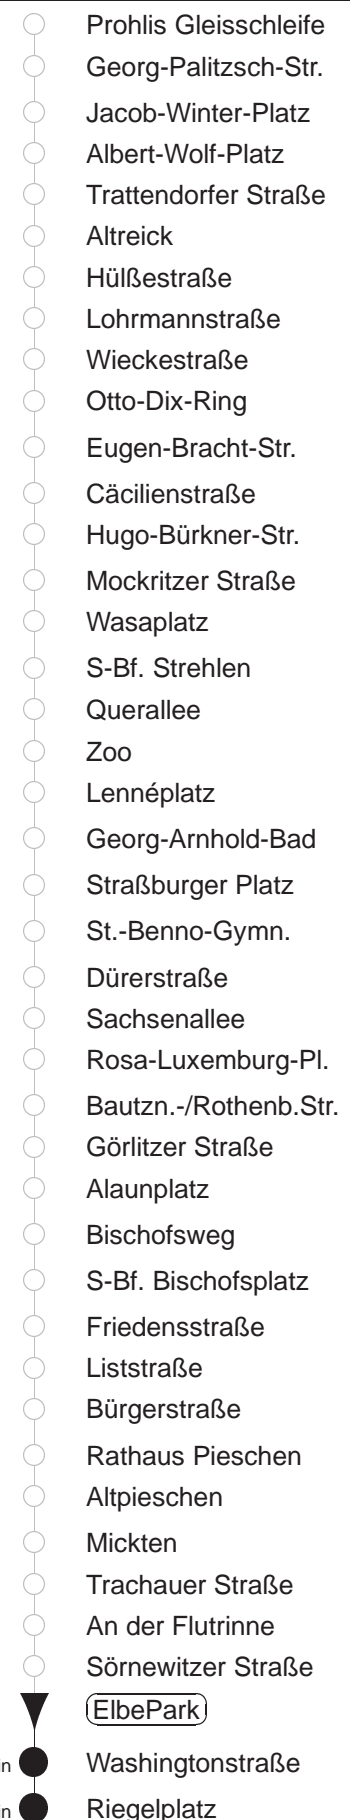 Prohlis Gleisschleife
Georg-Palitzsch-Str.
Jacob-Winter-Platz
Albert-Wolf-Platz
Trattendorfer Straße
Altreick
Hülßestraße
Lohrmannstraße
Wieckestraße
Otto-Dix-Ring
Eugen-Bracht-Str.
Cäcilienstraße
Hugo-Bürkner-Str.
Mockritzer Straße
Wasaplatz
S-Bf. Strehlen
Querallee
Zoo
Lennéplatz
Georg-Arnhold-Bad
Straßburger Platz
St.-Benno-Gymn.
Dürerstraße
Sachsenallee
Rosa-Luxemburg-Pl.
Bautzn.-/Rothenb.Str.
Görlitzer Straße
Alaunplatz
Bischofsweg
S-Bf. Bischofsplatz
Friedensstraße
Liststraße
Bürgerstraße
Rathaus Pieschen
Altpieschen
Mickten
Trachauer Straße
An der Flutrinne
Sörnewitzer Straße
ElbePark
Washingtonstraße
Riegelplatz